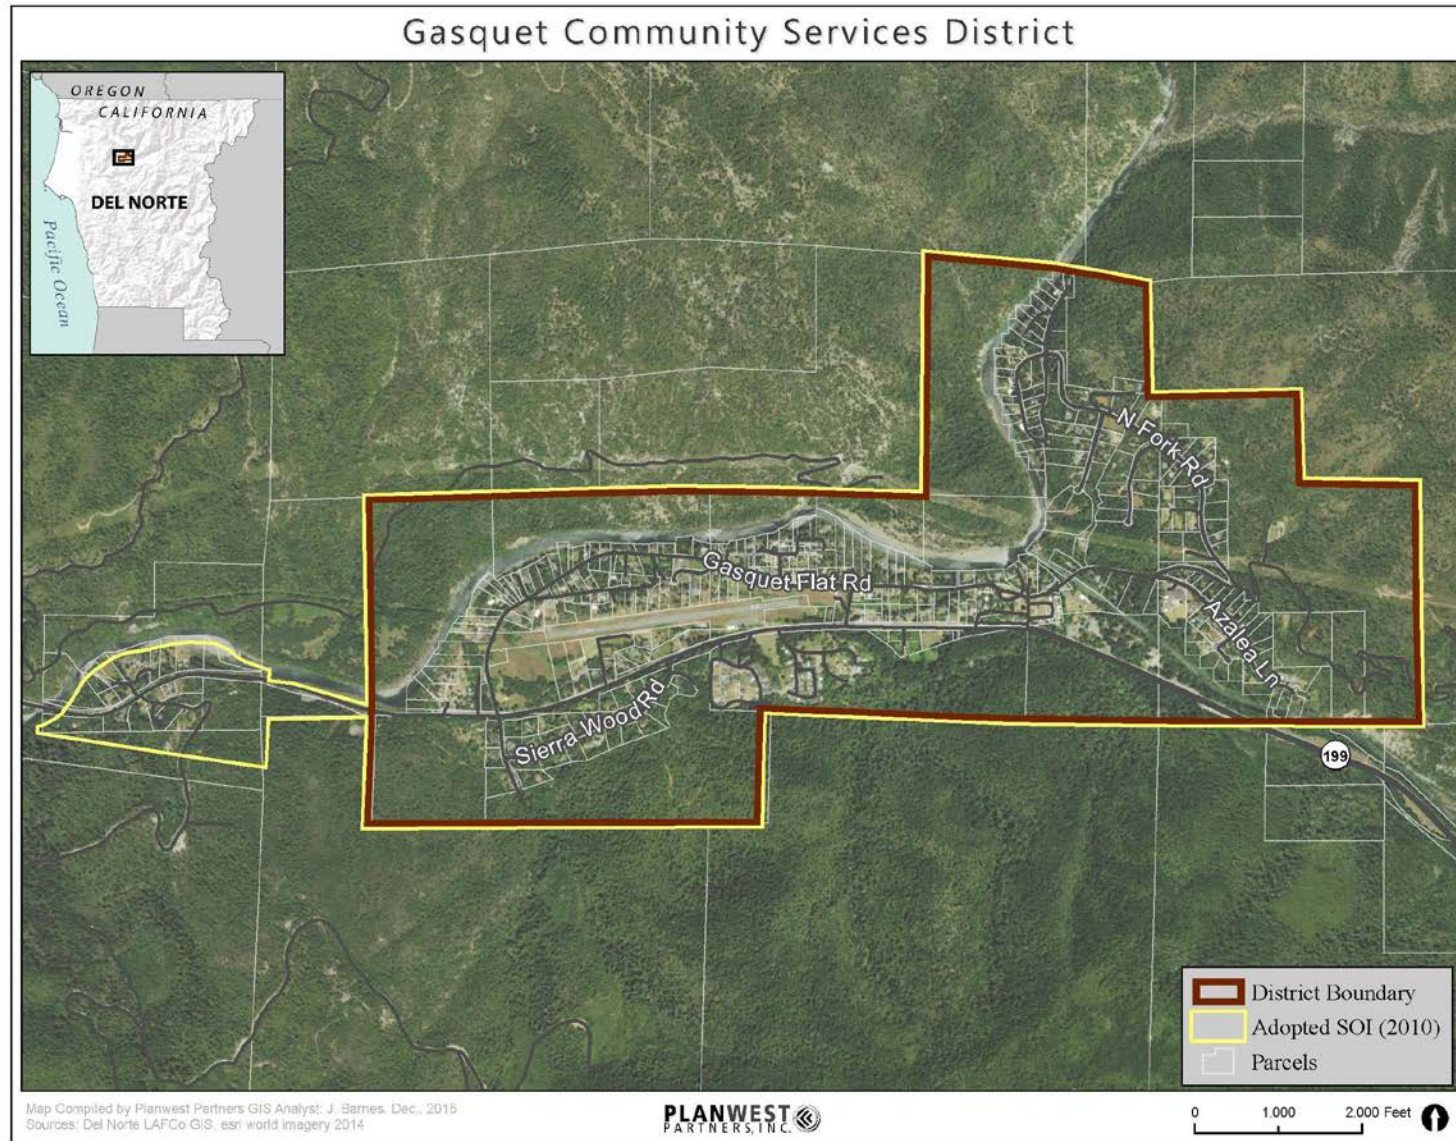 Gasquet Community Services District
OREGON
CALIFORNIA
DEL NORTE
Pacific Ocean
N Fork Rd
Gasquet Flat Rd
Azalea Ln
Sierra Wood Rd
199
District Boundary
Adopted SOI (2010)
Parcels
Map Compiled by Planwest Partners GIS Analyst: J. Barnes. Dec., 2015
Sources: Del Norte LAFCo GIS, esri world imagery 2014
PLANWEST
PARTNERS, INC.
0 1,000 2,000 Feet